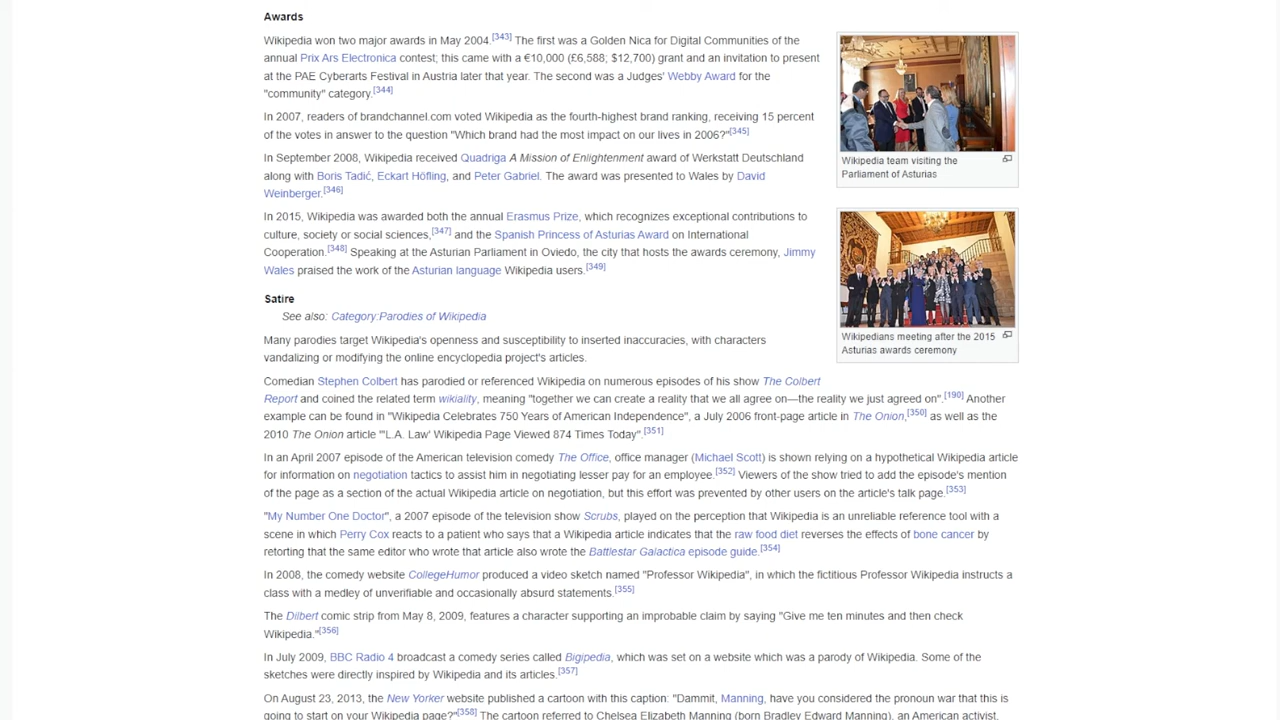 Awards
Wikipedia won two major awards in May 2004.[343] The first was a Golden Nica for Digital Communities of the
annual Prix Ars Electronica contest; this came with a €10,000 (£6,588; $12,700) grant and an invitation to present
at the PAE Cyberarts Festival in Austria later that year. The second was a Judges' Webby Award for the
"community" category.[344]
In 2007, readers of brandchannel.com voted Wikipedia as the fourth-highest brand ranking, receiving 15 percent
of the votes in answer to the question "Which brand had the most impact on our lives in 2006?"[345]
In September 2008, Wikipedia received Quadriga A Mission of Enlightenment award of Werkstatt Deutschland
along with Boris Tadić, Eckart Höfling, and Peter Gabriel. The award was presented to Wales by David
Weinberger.[346]
In 2015, Wikipedia was awarded both the annual Erasmus Prize, which recognizes exceptional contributions to
culture, society or social sciences,[347] and the Spanish Princess of Asturias Award on International
Cooperation.[348] Speaking at the Asturian Parliament in Oviedo, the city that hosts the awards ceremony, Jimmy
Wales praised the work of the Asturian language Wikipedia users.[349]
Wikipedia team visiting the
Parliament of Asturias
Wikipedians meeting after the 2015
Asturias awards ceremony
Satire
See also: Category:Parodies of Wikipedia
Many parodies target Wikipedia's openness and susceptibility to inserted inaccuracies, with characters
vandalizing or modifying the online encyclopedia project's articles.
Comedian Stephen Colbert has parodied or referenced Wikipedia on numerous episodes of his show The Colbert
Report and coined the related term wikiality, meaning "together we can create a reality that we all agree on—the reality we just agreed on".[190] Another
example can be found in "Wikipedia Celebrates 750 Years of American Independence", a July 2006 front-page article in The Onion,[350] as well as the
2010 The Onion article "'L.A. Law' Wikipedia Page Viewed 874 Times Today".[351]
In an April 2007 episode of the American television comedy The Office, office manager (Michael Scott) is shown relying on a hypothetical Wikipedia article
for information on negotiation tactics to assist him in negotiating lesser pay for an employee.[352] Viewers of the show tried to add the episode's mention
of the page as a section of the actual Wikipedia article on negotiation, but this effort was prevented by other users on the article's talk page.[353]
"My Number One Doctor", a 2007 episode of the television show Scrubs, played on the perception that Wikipedia is an unreliable reference tool with a
scene in which Perry Cox reacts to a patient who says that a Wikipedia article indicates that the raw food diet reverses the effects of bone cancer by
retorting that the same editor who wrote that article also wrote the Battlestar Galactica episode guide.[354]
In 2008, the comedy website CollegeHumor produced a video sketch named "Professor Wikipedia", in which the fictitious Professor Wikipedia instructs a
class with a medley of unverifiable and occasionally absurd statements.[355]
The Dilbert comic strip from May 8, 2009, features a character supporting an improbable claim by saying "Give me ten minutes and then check
Wikipedia."[356]
In July 2009, BBC Radio 4 broadcast a comedy series called Bigipedia, which was set on a website which was a parody of Wikipedia. Some of the
sketches were directly inspired by Wikipedia and its articles.[357]
On August 23, 2013, the New Yorker website published a cartoon with this caption: "Dammit, Manning, have you considered the pronoun war that this is
going to start on your Wikipedia page?"[358] The cartoon referred to Chelsea Elizabeth Manning (born Bradley Edward Manning), an American activist,